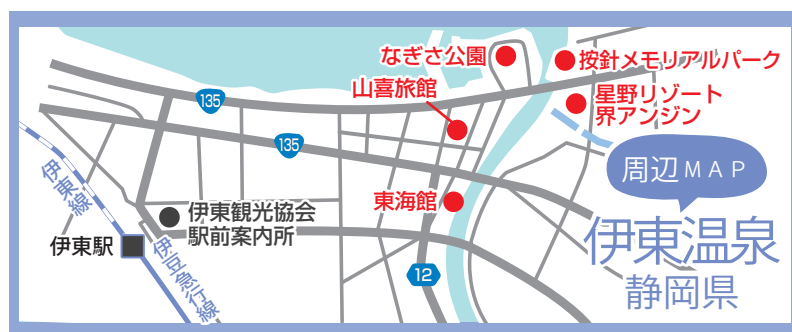 なぎさ公園
按針メモリアルパーク
山喜旅館
星野リゾート
界アンジン
135
135
周辺MAP
伊東線
東海館
伊東観光協会
駅前案内所
伊東駅
伊豆急行線
12
伊東温泉
静岡県